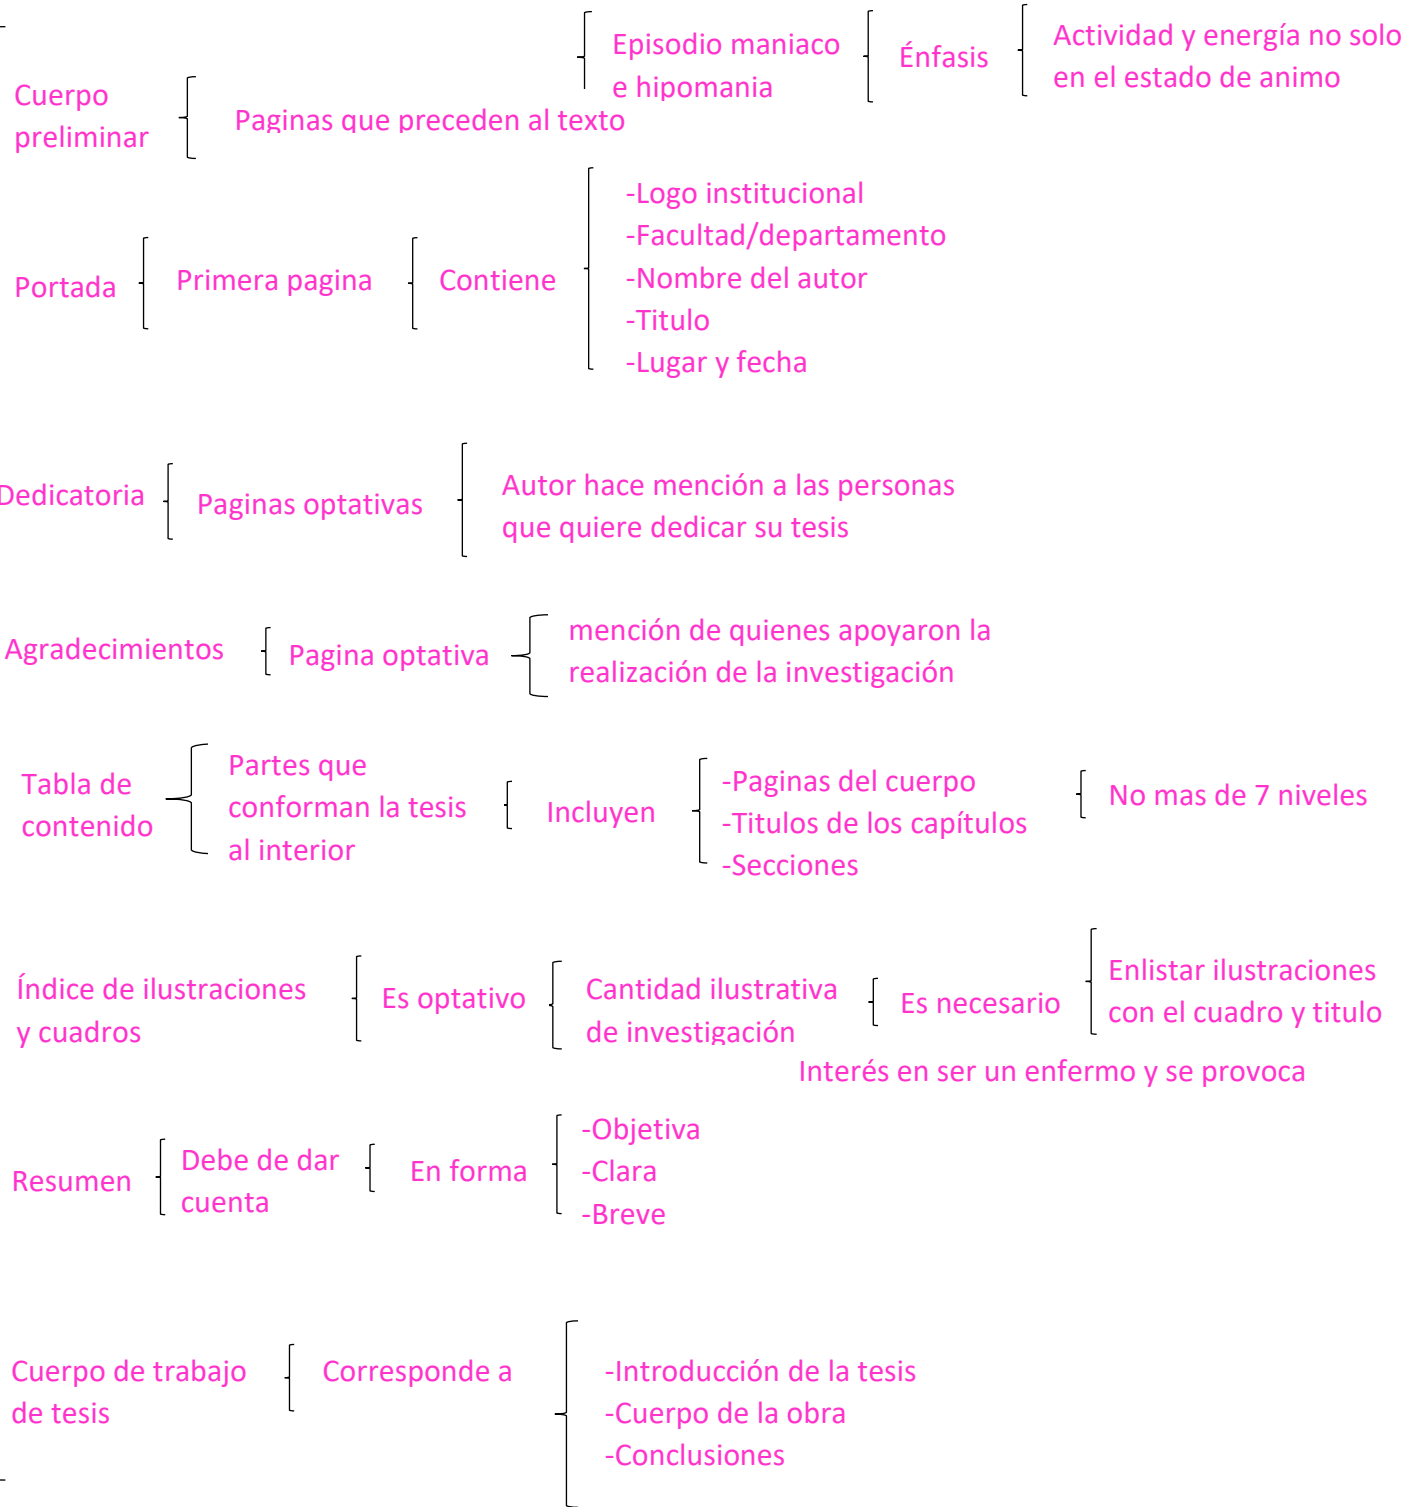 Episodio maniaco
e hipomania
Énfasis
Actividad y energía no solo
en el estado de animo
Cuerpo
preliminar
Paginas que preceden al texto
Portada
Primera pagina
Contiene
-Logo institucional
-Facultad/departamento
-Nombre del autor
-Titulo
-Lugar y fecha
Dedicatoria
Paginas optativas
Autor hace mención a las personas
que quiere dedicar su tesis
Agradecimientos
Pagina optativa
mención de quienes apoyaron la
realización de la investigación
Tabla de
contenido
Partes que
conforman la tesis
al interior
Incluyen
-Paginas del cuerpo
-Titulos de los capítulos
-Secciones
No mas de 7 niveles
Índice de ilustraciones
y cuadros
Es optativo
Cantidad ilustrativa
de investigación
Es necesario
Enlistar ilustraciones
con el cuadro y titulo
Interés en ser un enfermo y se provoca
Resumen
Debe de dar
cuenta
En forma
-Objetiva
-Clara
-Breve
Cuerpo de trabajo
de tesis
Corresponde a
-Introducción de la tesis
-Cuerpo de la obra
-Conclusiones